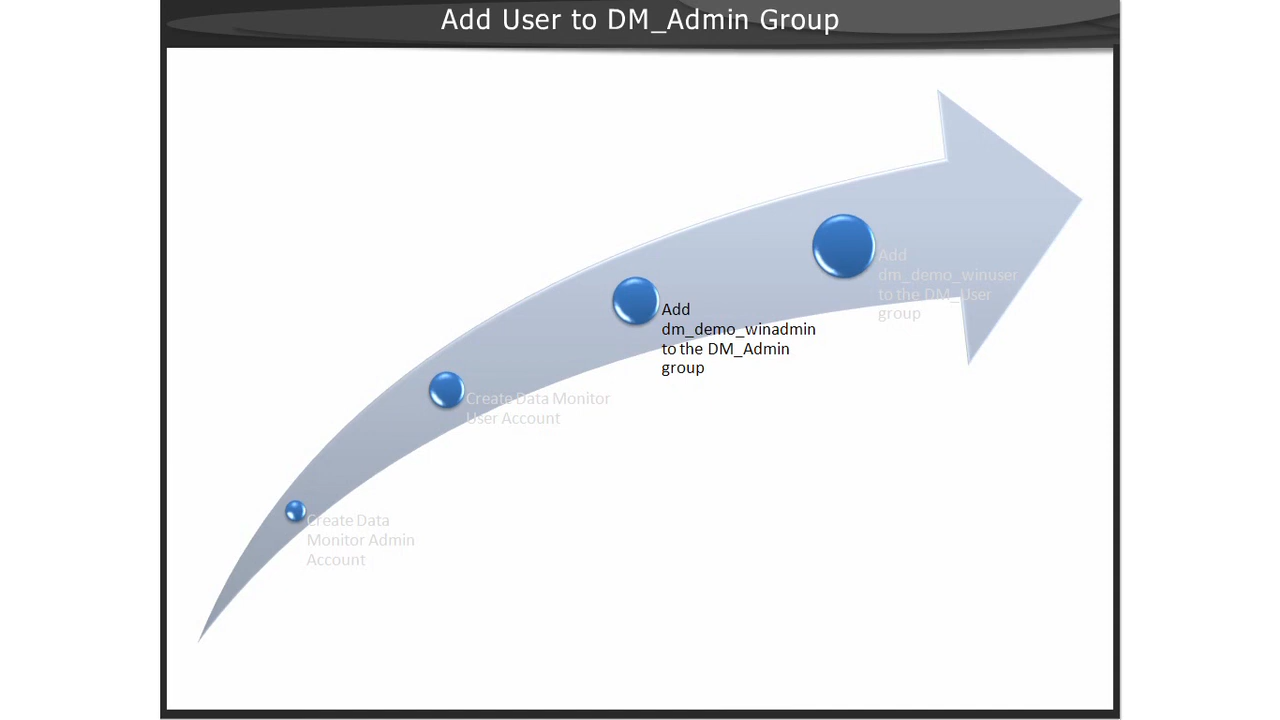 Add User to DM_Admin Group
Create Data
Monitor Admin
Account
Create Data Monitor
User Account
Add
dm_demo_winadmin
to the DM_Admin
group
Add
dm_demo_winuser
to the DM_User
group